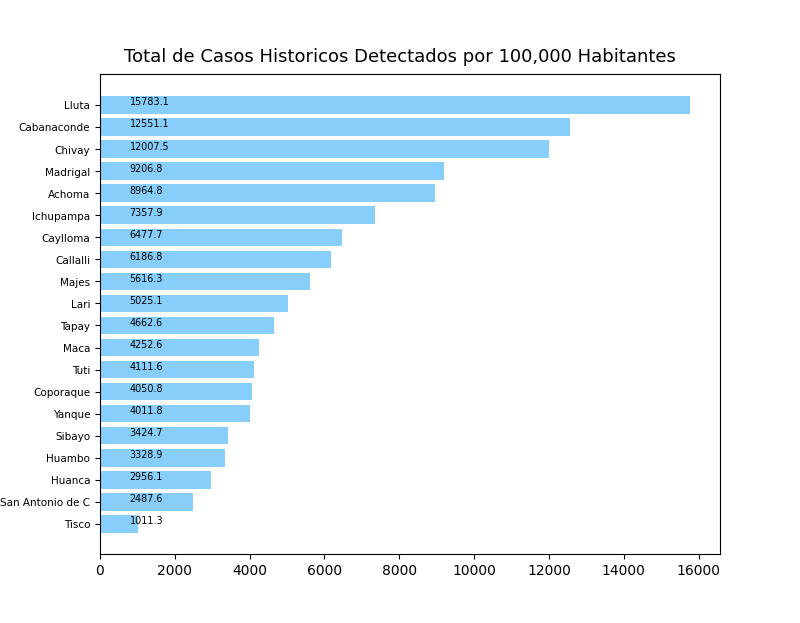 Total de Casos Historicos Detectados por 100,000 Habitantes
Lluta 15783.1
Cabanaconde 12551.1
Chivay 12007.5
Madrigal 9206.8
Achoma 8964.8
Ichupampa 7357.9
Caylloma 6477.7
Callalli 6186.8
Majes 5616.3
Lari 5025.1
Tapay 4662.6
Maca 4252.6
Tuti 4111.6
Coporaque 4050.8
Yanque 4011.8
Sibayo 3424.7
Huambo 3328.9
Huanca 2956.1
San Antonio de C 2487.6
Tisco 1011.3
0 2000 4000 6000 8000 10000 12000 14000 16000